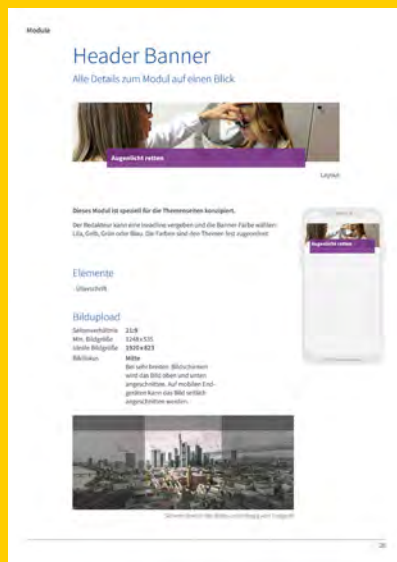 Module
Header Banner
Alle Details zum Modul auf einen Blick
Augenlicht retten
Layout
Dieses Modul ist speziell für die Themenseiten konzipiert.
Der Redakteur kann eine Headline vergeben und die Banner-Farbe wählen:
Lila, Gelb, Grün oder Blau. Die Farben sind den Themen fest zugeordnet
Augenlicht retten
Elemente
- Überschrift
Bildupload
Seitenverhältnis 21:9
Min. Bildgröße 1248 x 535
Ideale Bildgröße 1920 x 823
Bildfokus Mitte
Bei sehr breiten Bildschirmen
wird das Bild oben und unten
angeschnitten. Auf mobilen End-
geräten kann das Bild seitlich
angeschnitten werden.